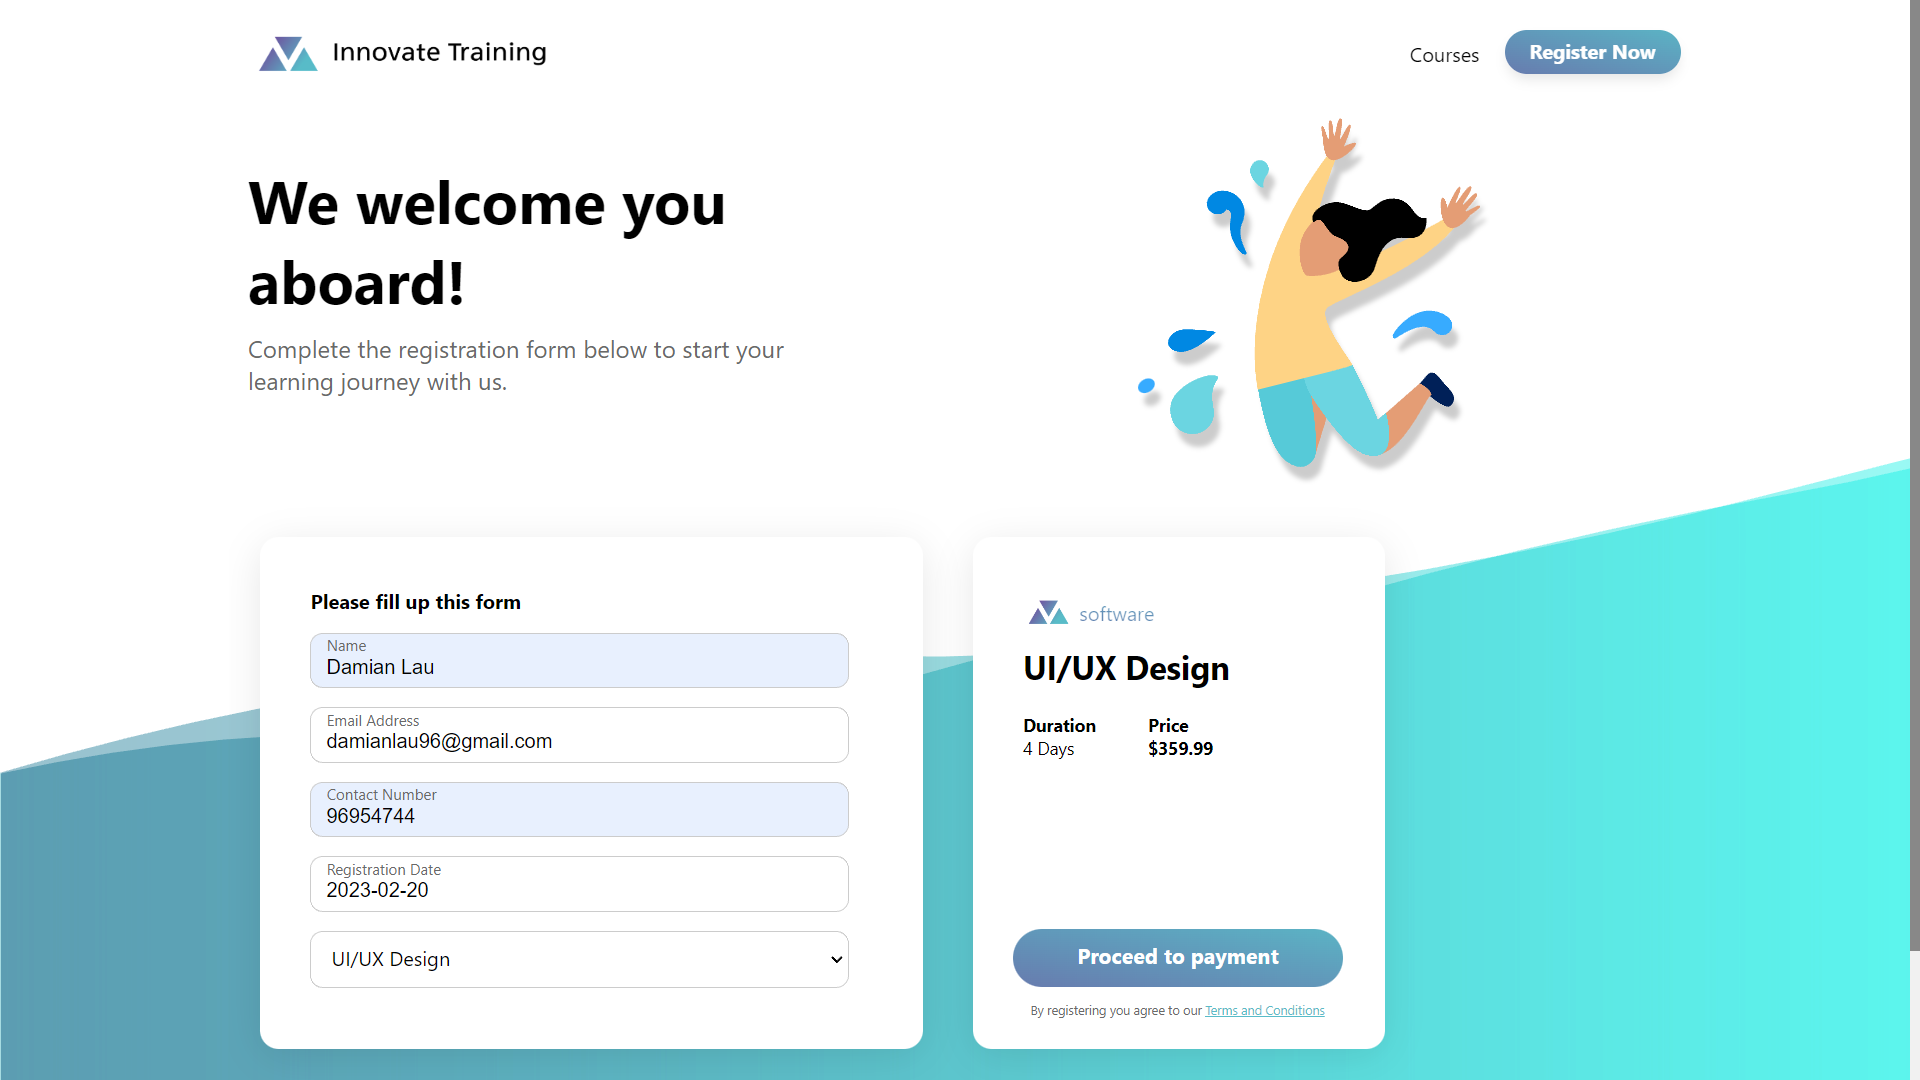 Innovate Training
Courses
Register Now
We welcome you
aboard!
Complete the registration form below to start your
learning journey with us.
Please fill up this form
Name
Damian Lau
Email Address
damianlau96@gmail.com
Contact Number
96954744
Registration Date
2023-02-20
UI/UX Design
software
UI/UX Design
Duration
Price
4 Days
$359.99
Proceed to payment
By registering you agree to our Terms and Conditions